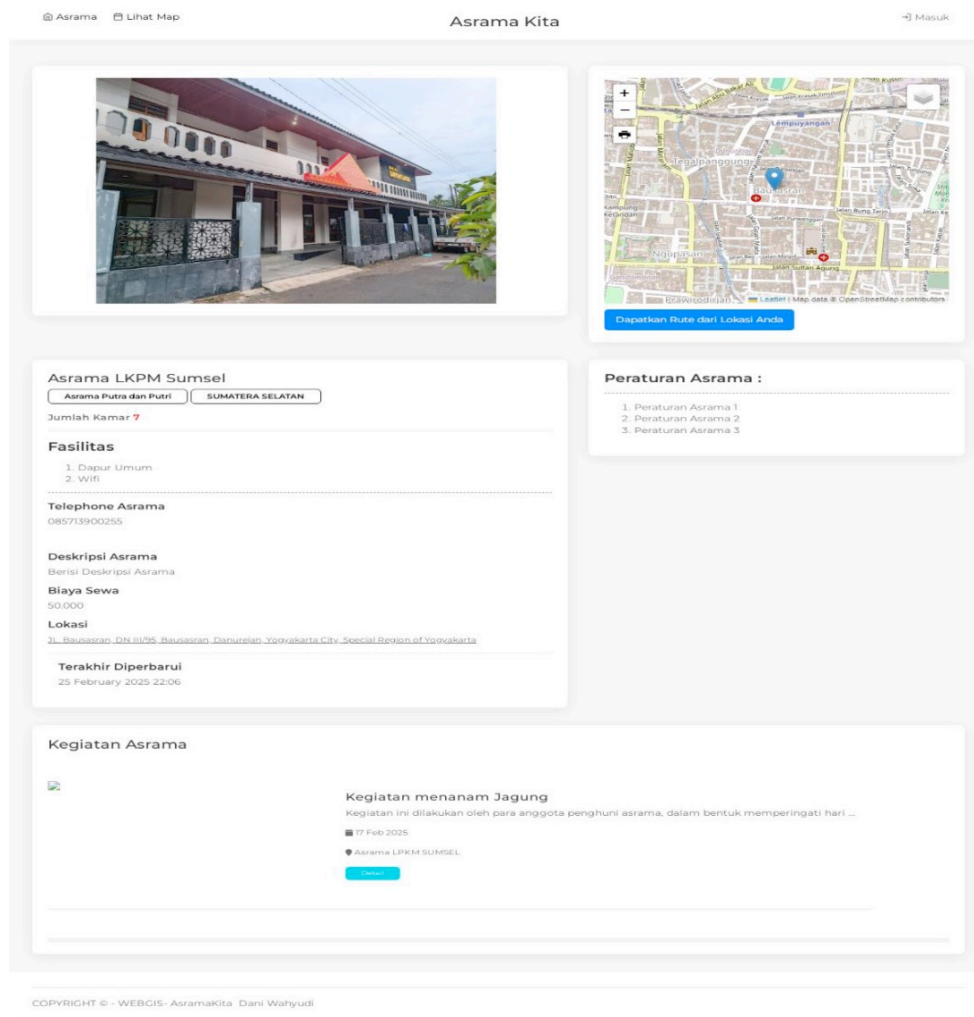 Asrama
Lihat Map
Asrama Kita
Masuk
+
−
Lempuyangan
Tegalpanggung
Bausasran
Jalan Bung Tarjo
Ngupasan
Jalan Sultan Agung
Prawirodirjan
Leaflet | Map data © OpenStreetMap contributors
Dapatkan Rute dari Lokasi Anda
Asrama LKPM Sumsel
Asrama Putra dan Putri
SUMATERA SELATAN
Jumlah Kamar 7
Fasilitas
1. Dapur Umum
2. Wifi
Telephone Asrama
085713900255
Deskripsi Asrama
Berisi Deskripsi Asrama
Biaya Sewa
50.000
Lokasi
JL. Bausasran, DN III/95, Bausasran, Danurejan, Yogyakarta City, Special Region of Yogyakarta
Terakhir Diperbarui
25 February 2025 22:06
Peraturan Asrama :
1. Peraturan Asrama 1
2. Peraturan Asrama 2
3. Peraturan Asrama 3
Kegiatan Asrama
Kegiatan menanam Jagung
Kegiatan ini dilakukan oleh para anggota penghuni asrama, dalam bentuk memperingati hari ...
17 Feb 2025
Asrama LPKM SUMSEL
Detail
COPYRIGHT © - WEBGIS- AsramaKita Dani Wahyudi